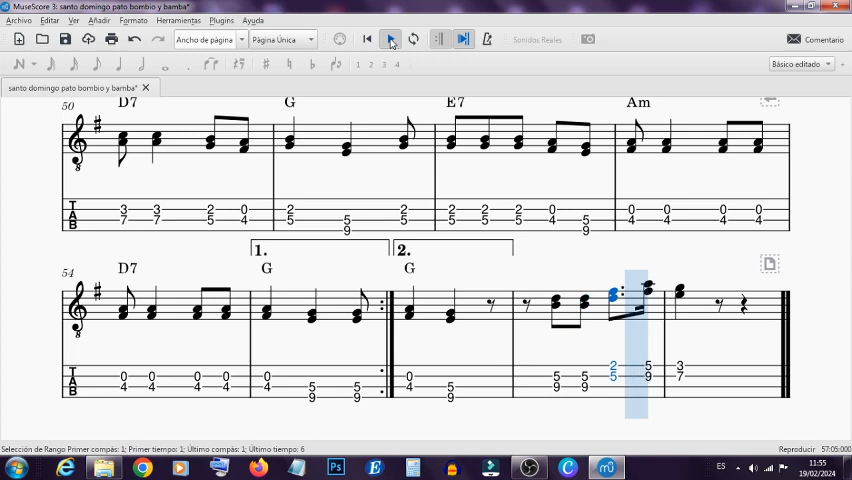 MuseScore 3: santo domingo pato bombio y bamba*
Archivo Editar Ver Añadir Formato Herramientas Plugins Ayuda
Ancho de página Página Única Sonidos Reales Comentario
1 2 3 4 Básico editado
santo domingo pato bombio y bamba*
50 D7 G E7 Am
8
T 3 3 2 0 2 2 2 2 2 0 0 0 0 0
A 7 7 5 4 5 5 5 5 5 5 4 5 4 4 4 4
B 9 9
1. 2.
54 D7 G G
8
T 2 5 3
A 0 0 0 0 0 0 5 5 5 9 7
B 4 4 4 4 4 5 5 4 5 9 9
9 9 9
Selección de Rango Primer compás: 1; Primer tiempo: 1; Último compás: 1; Último tiempo: 6 Reproducir 57:05:000
ES 11:55
19/02/2024